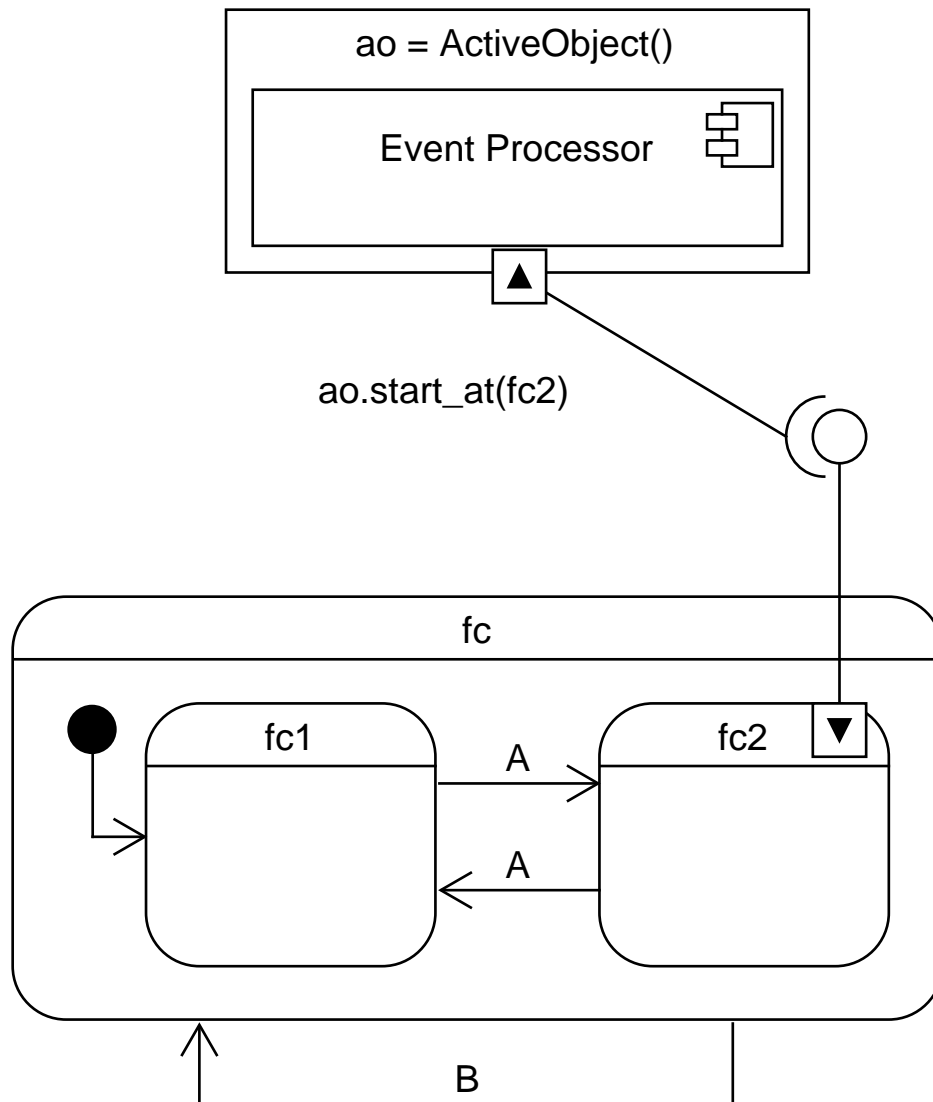 ao = ActiveObject()
Event Processor
ao.start_at(fc2)
fc
fc1
fc2
A
A
B